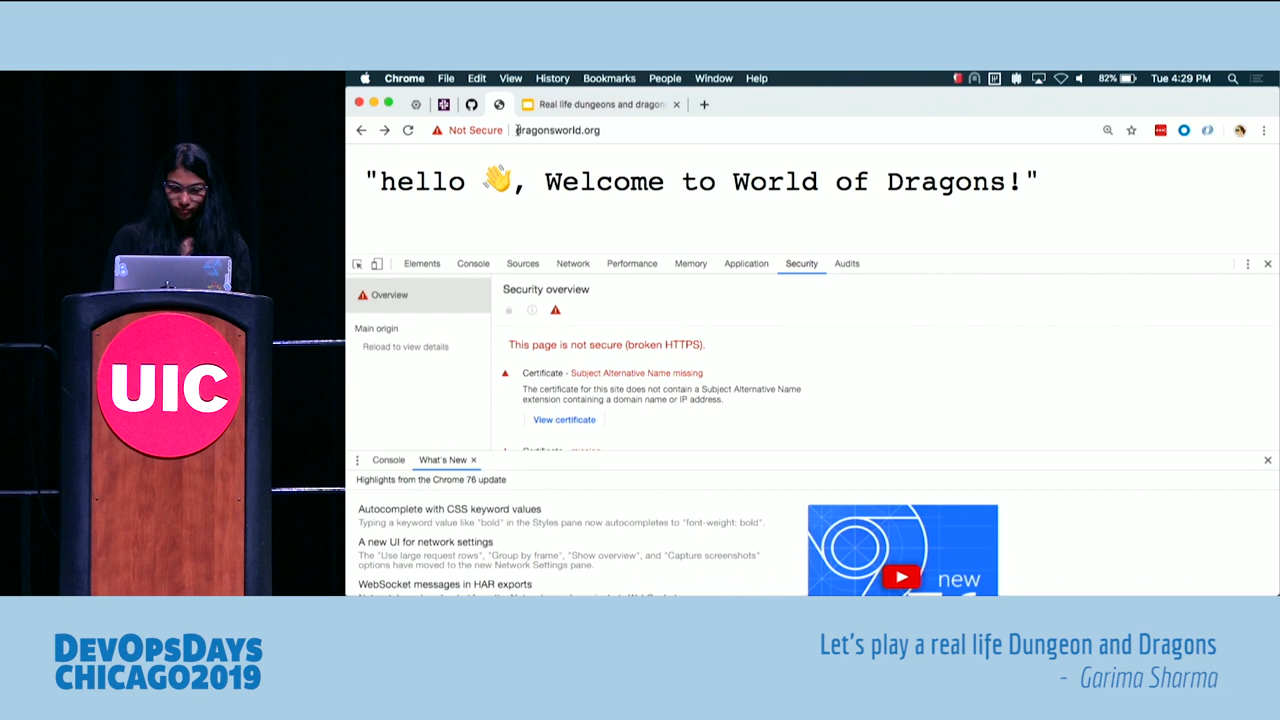 Chrome File Edit View History Bookmarks People Window Help 82% Tue 4:29 PM
Real life dungeons and dragon
Not Secure dragonsworld.org
"hello 👋, Welcome to World of Dragons!"
Elements Console Sources Network Performance Memory Application Security Audits
Overview
Main origin
Reload to view details
Security overview
This page is not secure (broken HTTPS).
Certificate - Subject Alternative Name missing
The certificate for this site does not contain a Subject Alternative Name
extension containing a domain name or IP address.
View certificate
Console What's New
Highlights from the Chrome 76 update
Autocomplete with CSS keyword values
Typing a keyword value like "bold" in the Styles pane now autocompletes to "font-weight: bold".
A new UI for network settings
The "Use large request rows", "Group by frame", "Show overview", and "Capture screenshots"
options have moved to the new Network Settings pane.
WebSocket messages in HAR exports
new
UIC
DEVOPSDAYS
CHICAGO2019
Let's play a real life Dungeon and Dragons
- Garima Sharma